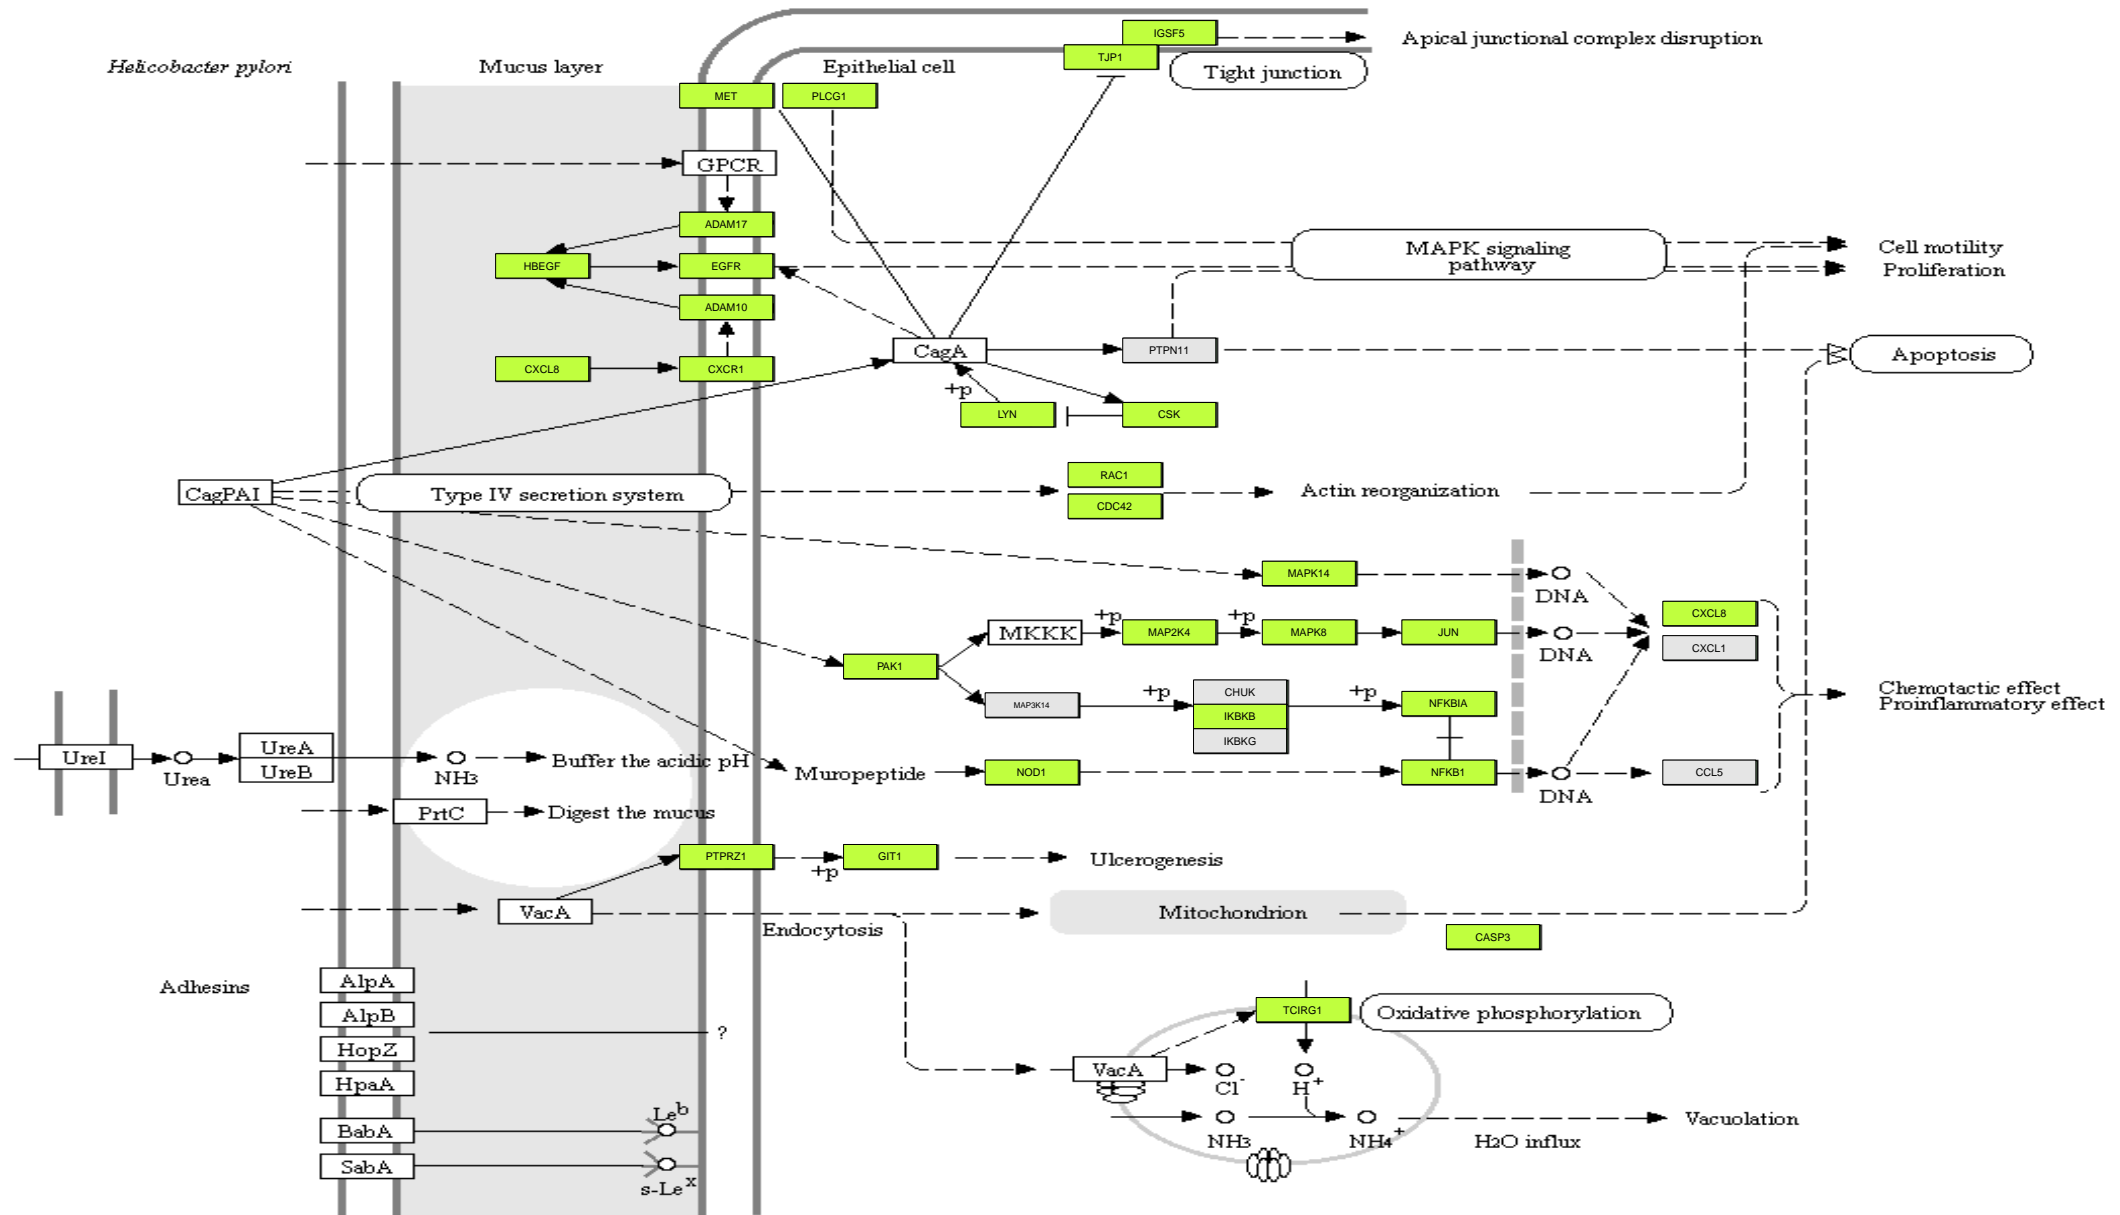 IGSF5
Apical junctional complex disruption
Helicobacter pylori
Mucus layer
Epithelial cell
TJP1
Tight junction
MET
PLCG1
GPCR
ADAM17
MAPK signaling
pathway
Cell motility
Proliferation
HBEGF
EGFR
ADAM10
CagA
PTPN11
Apoptosis
CXCL8
CXCR1
+p
LYN
CSK
CagPAI
Type IV secretion system
RAC1
CDC42
Actin reorganization
MAPK14
DNA
MKKK
+p
MAP2K4
+p
MAPK8
JUN
DNA
CXCL8
CXCL1
PAK1
MAP3K14
+p
CHUK
IKBKB
IKBKG
+p
NFKBIA
Chemotactic effect
Proinflammatory effect
UreI
Urea
UreA
UreB
NH3
Buffer the acidic pH
Muropeptide
NOD1
NFKB1
DNA
CCL5
PrtC
Digest the mucus
PTPRZ1
+p
GIT1
Ulcerogenesis
VacA
Endocytosis
Mitochondrion
CASP3
Adhesins
AlpA
AlpB
HopZ
HpaA
BabA
SabA
?
Le b
s-Le x
TCIRG1
Oxidative phosphorylation
VacA
Cl -
H +
NH3
NH4 +
H2O influx
Vacuolation